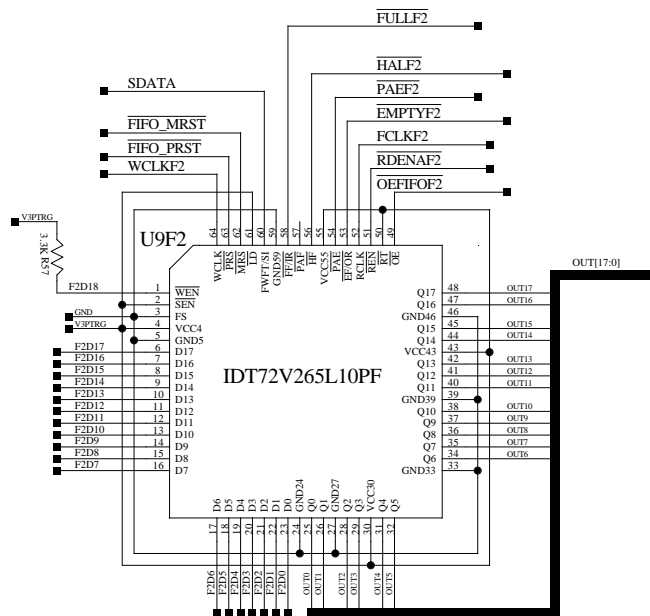 FULLF2
HALF2
SDATA
PAEF2
FIFO_MRST
EMPTYF2
FIFO_PRST
FCLKF2
WCLKF2
RDENAF2
OEFIFOF2
V3PTRG
3.3K R57
U9F2
64 63 62 61 60 59 58 57 56 55 54 53 52 51 50 49
WCLK PRS MRS LD FWFT/SI GND59 FF/IR PAF HF VCC55 PAE EF/OR RCLK REN RT OE
OUT[17:0]
F2D18 1 WEN
2 SEN
GND 3 FS
V3PTRG 4 VCC4
5 GND5
F2D17 6 D17
F2D16 7 D16
F2D15 8 D15
F2D14 9 D14
F2D13 10 D13
F2D12 11 D12
F2D11 12 D11
F2D10 13 D10
F2D9 14 D9
F2D8 15 D8
F2D7 16 D7
IDT72V265L10PF
Q17 48 OUT17
Q16 47 OUT16
GND46 46
Q15 45 OUT15
Q14 44 OUT14
VCC43 43
Q13 42 OUT13
Q12 41 OUT12
Q11 40 OUT11
GND39 39
Q10 38 OUT10
Q9 37 OUT9
Q8 36 OUT8
Q7 35 OUT7
Q6 34 OUT6
GND33 33
D6 D5 D4 D3 D2 D1 D0 GND24 Q0 Q1 GND27 Q2 Q3 VCC30 Q4 Q5
17 18 19 20 21 22 23 24 25 26 27 28 29 30 31 32
F2D6 F2D5 F2D4 F2D3 F2D2 F2D1 F2D0 OUT0 OUT1 OUT2 OUT3 OUT4 OUT5